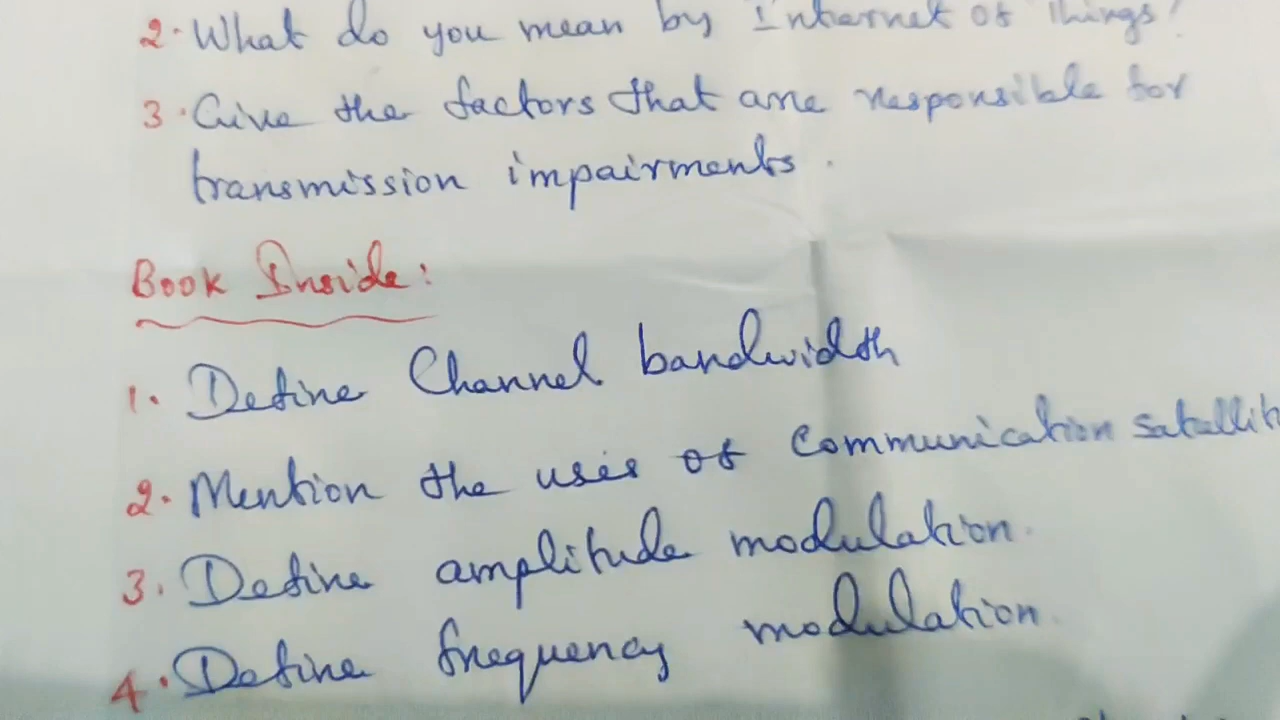 2. What do you mean by Internet of Things?
3. Give the factors that are responsible for
transmission impairments.
Book Inside:
1. Define Channel bandwidth
2. Mention the uses of Communication satellit
3. Define amplitude modulation.
4. Define frequency modulation.